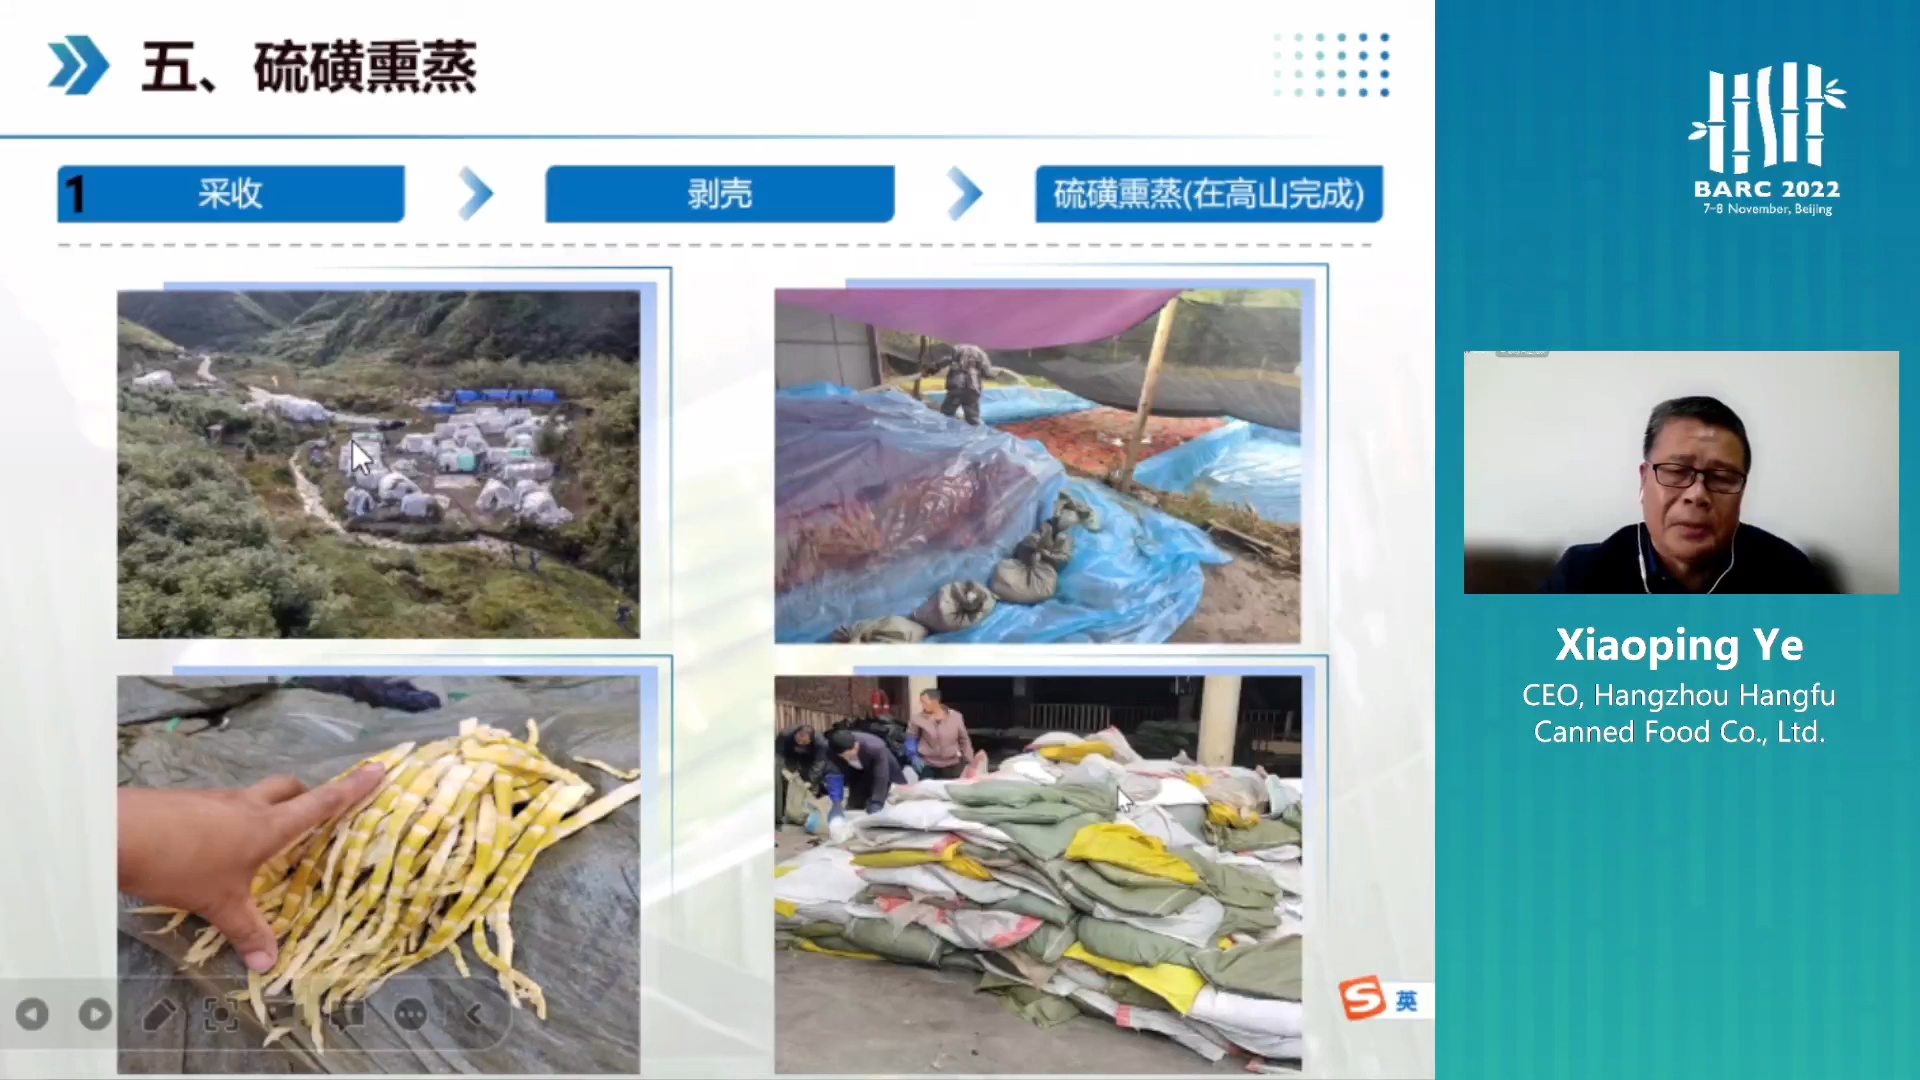 五、硫磺熏蒸
1 采收
剥壳
硫磺熏蒸(在高山完成)
英
BARC 2022
7-8 November, Beijing
Xiaoping Ye
CEO, Hangzhou Hangfu
Canned Food Co., Ltd.